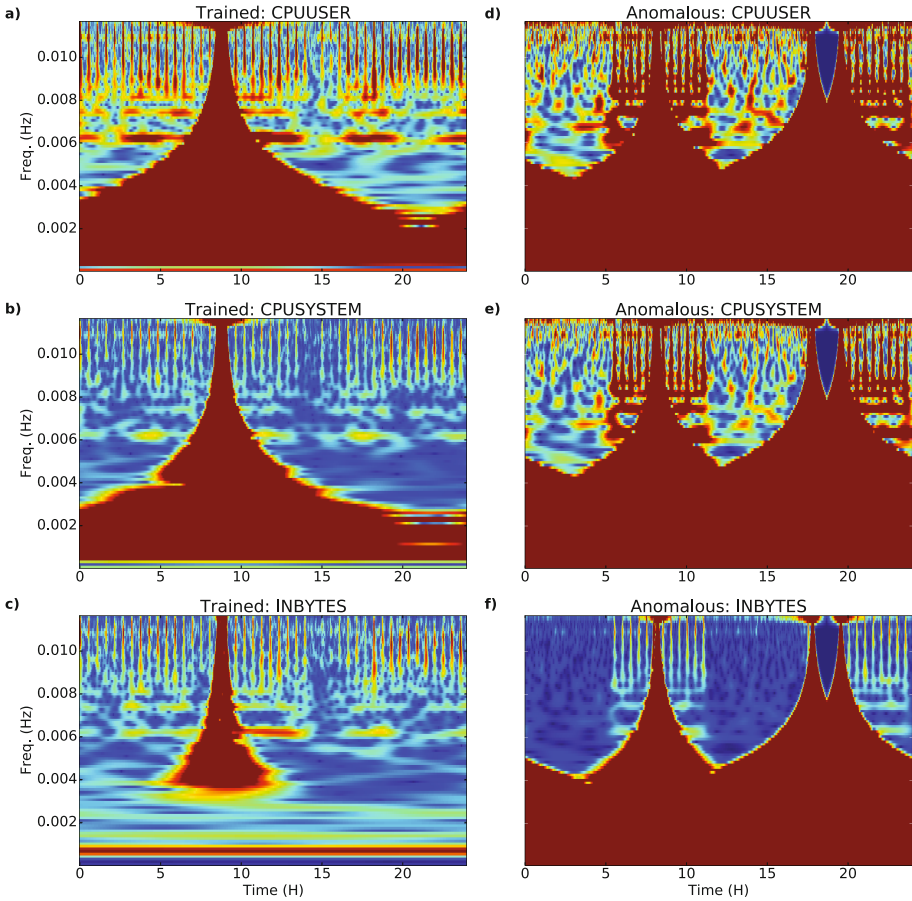 a) Trained: CPUUSER
0.010
0.008
0.006
0.004
0.002
Freq. (Hz)
0 5 10 15 20
d) Anomalous: CPUUSER
0 5 10 15 20
b) Trained: CPUSYSTEM
0.010
0.008
0.006
0.004
0.002
Freq. (Hz)
0 5 10 15 20
e) Anomalous: CPUSYSTEM
0 5 10 15 20
c) Trained: INBYTES
0.010
0.008
0.006
0.004
0.002
Freq. (Hz)
0 5 10 15 20
Time (H)
f) Anomalous: INBYTES
0 5 10 15 20
Time (H)